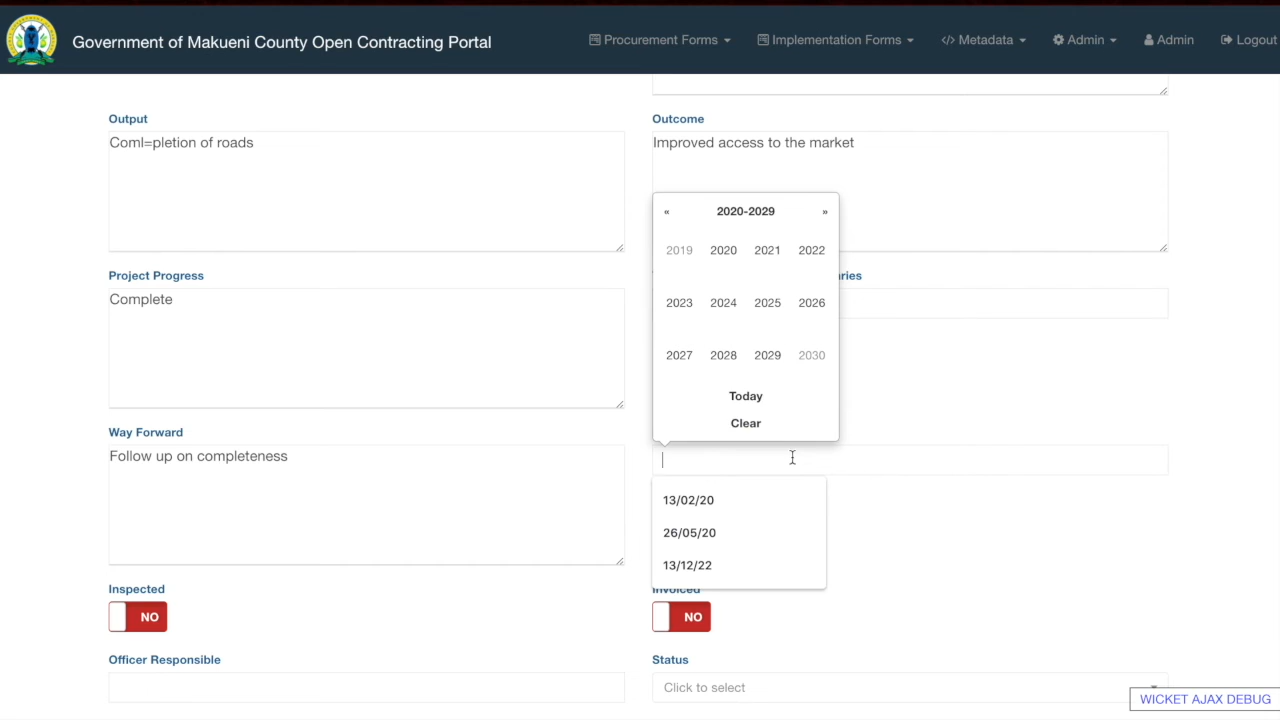 Government of Makueni County Open Contracting Portal
Procurement Forms
Implementation Forms
</> Metadata
Admin
Admin
Logout
Output
Outcome
Coml=pletion of roads
Improved access to the market
« 2020-2029 »
2019 2020 2021 2022
2023 2024 2025 2026
2027 2028 2029 2030
Today
Clear
Project Progress
Complete
Way Forward
Follow up on completeness
13/02/20
26/05/20
13/12/22
Inspected
NO
Invoiced
NO
Officer Responsible
Status
Click to select
WICKET AJAX DEBUG